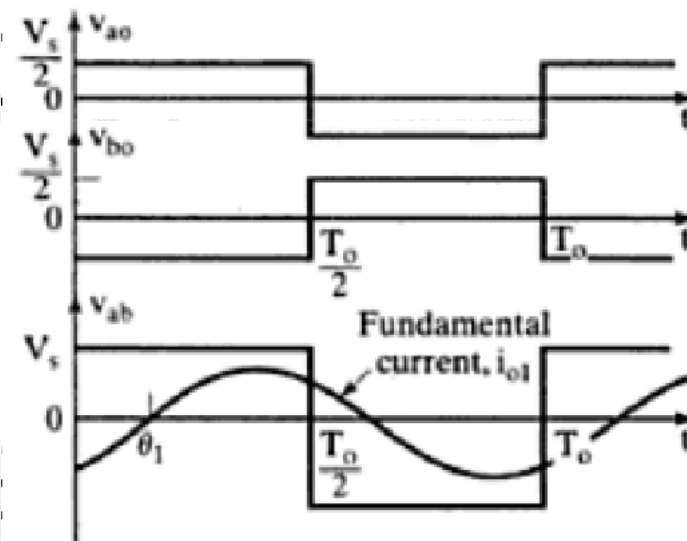 v_ao
V_s/2
0
t
v_bo
V_s/2
0
T_o/2
T_o
t
v_ab
Fundamental
current, i_o1
V_s
0
θ_1
T_o/2
T_o
t